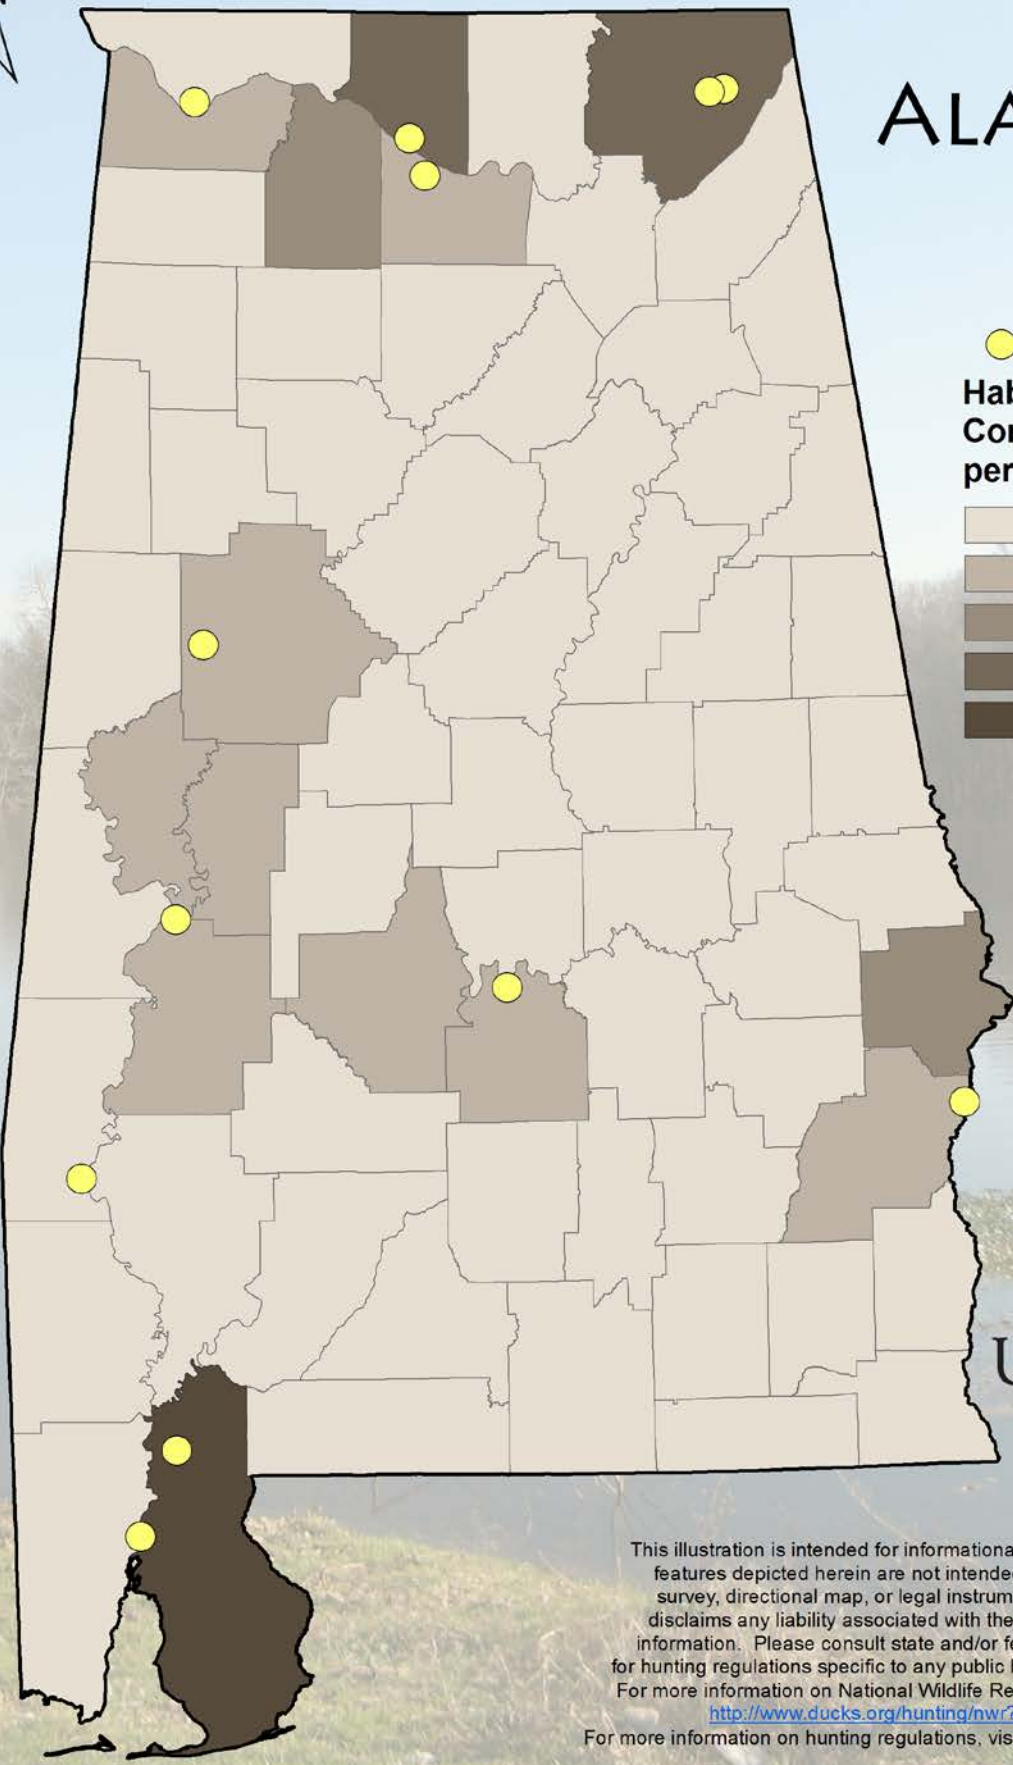 ALA
Hab
Con
per
U
This illustration is intended for informationa
features depicted herein are not intended
survey, directional map, or legal instrum
disclaims any liability associated with the
information. Please consult state and/or fe
for hunting regulations specific to any public l
For more information on National Wildlife Re
http://www.ducks.org/hunting/nwr?
For more information on hunting regulations, vis